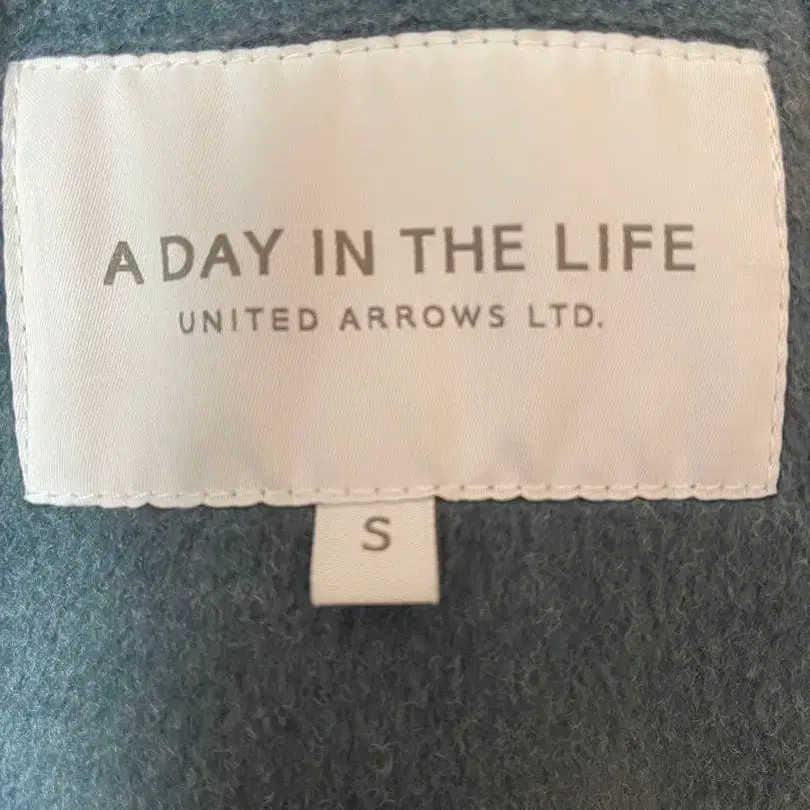 A DAY IN THE LIFE
UNITED ARROWS LTD.
S